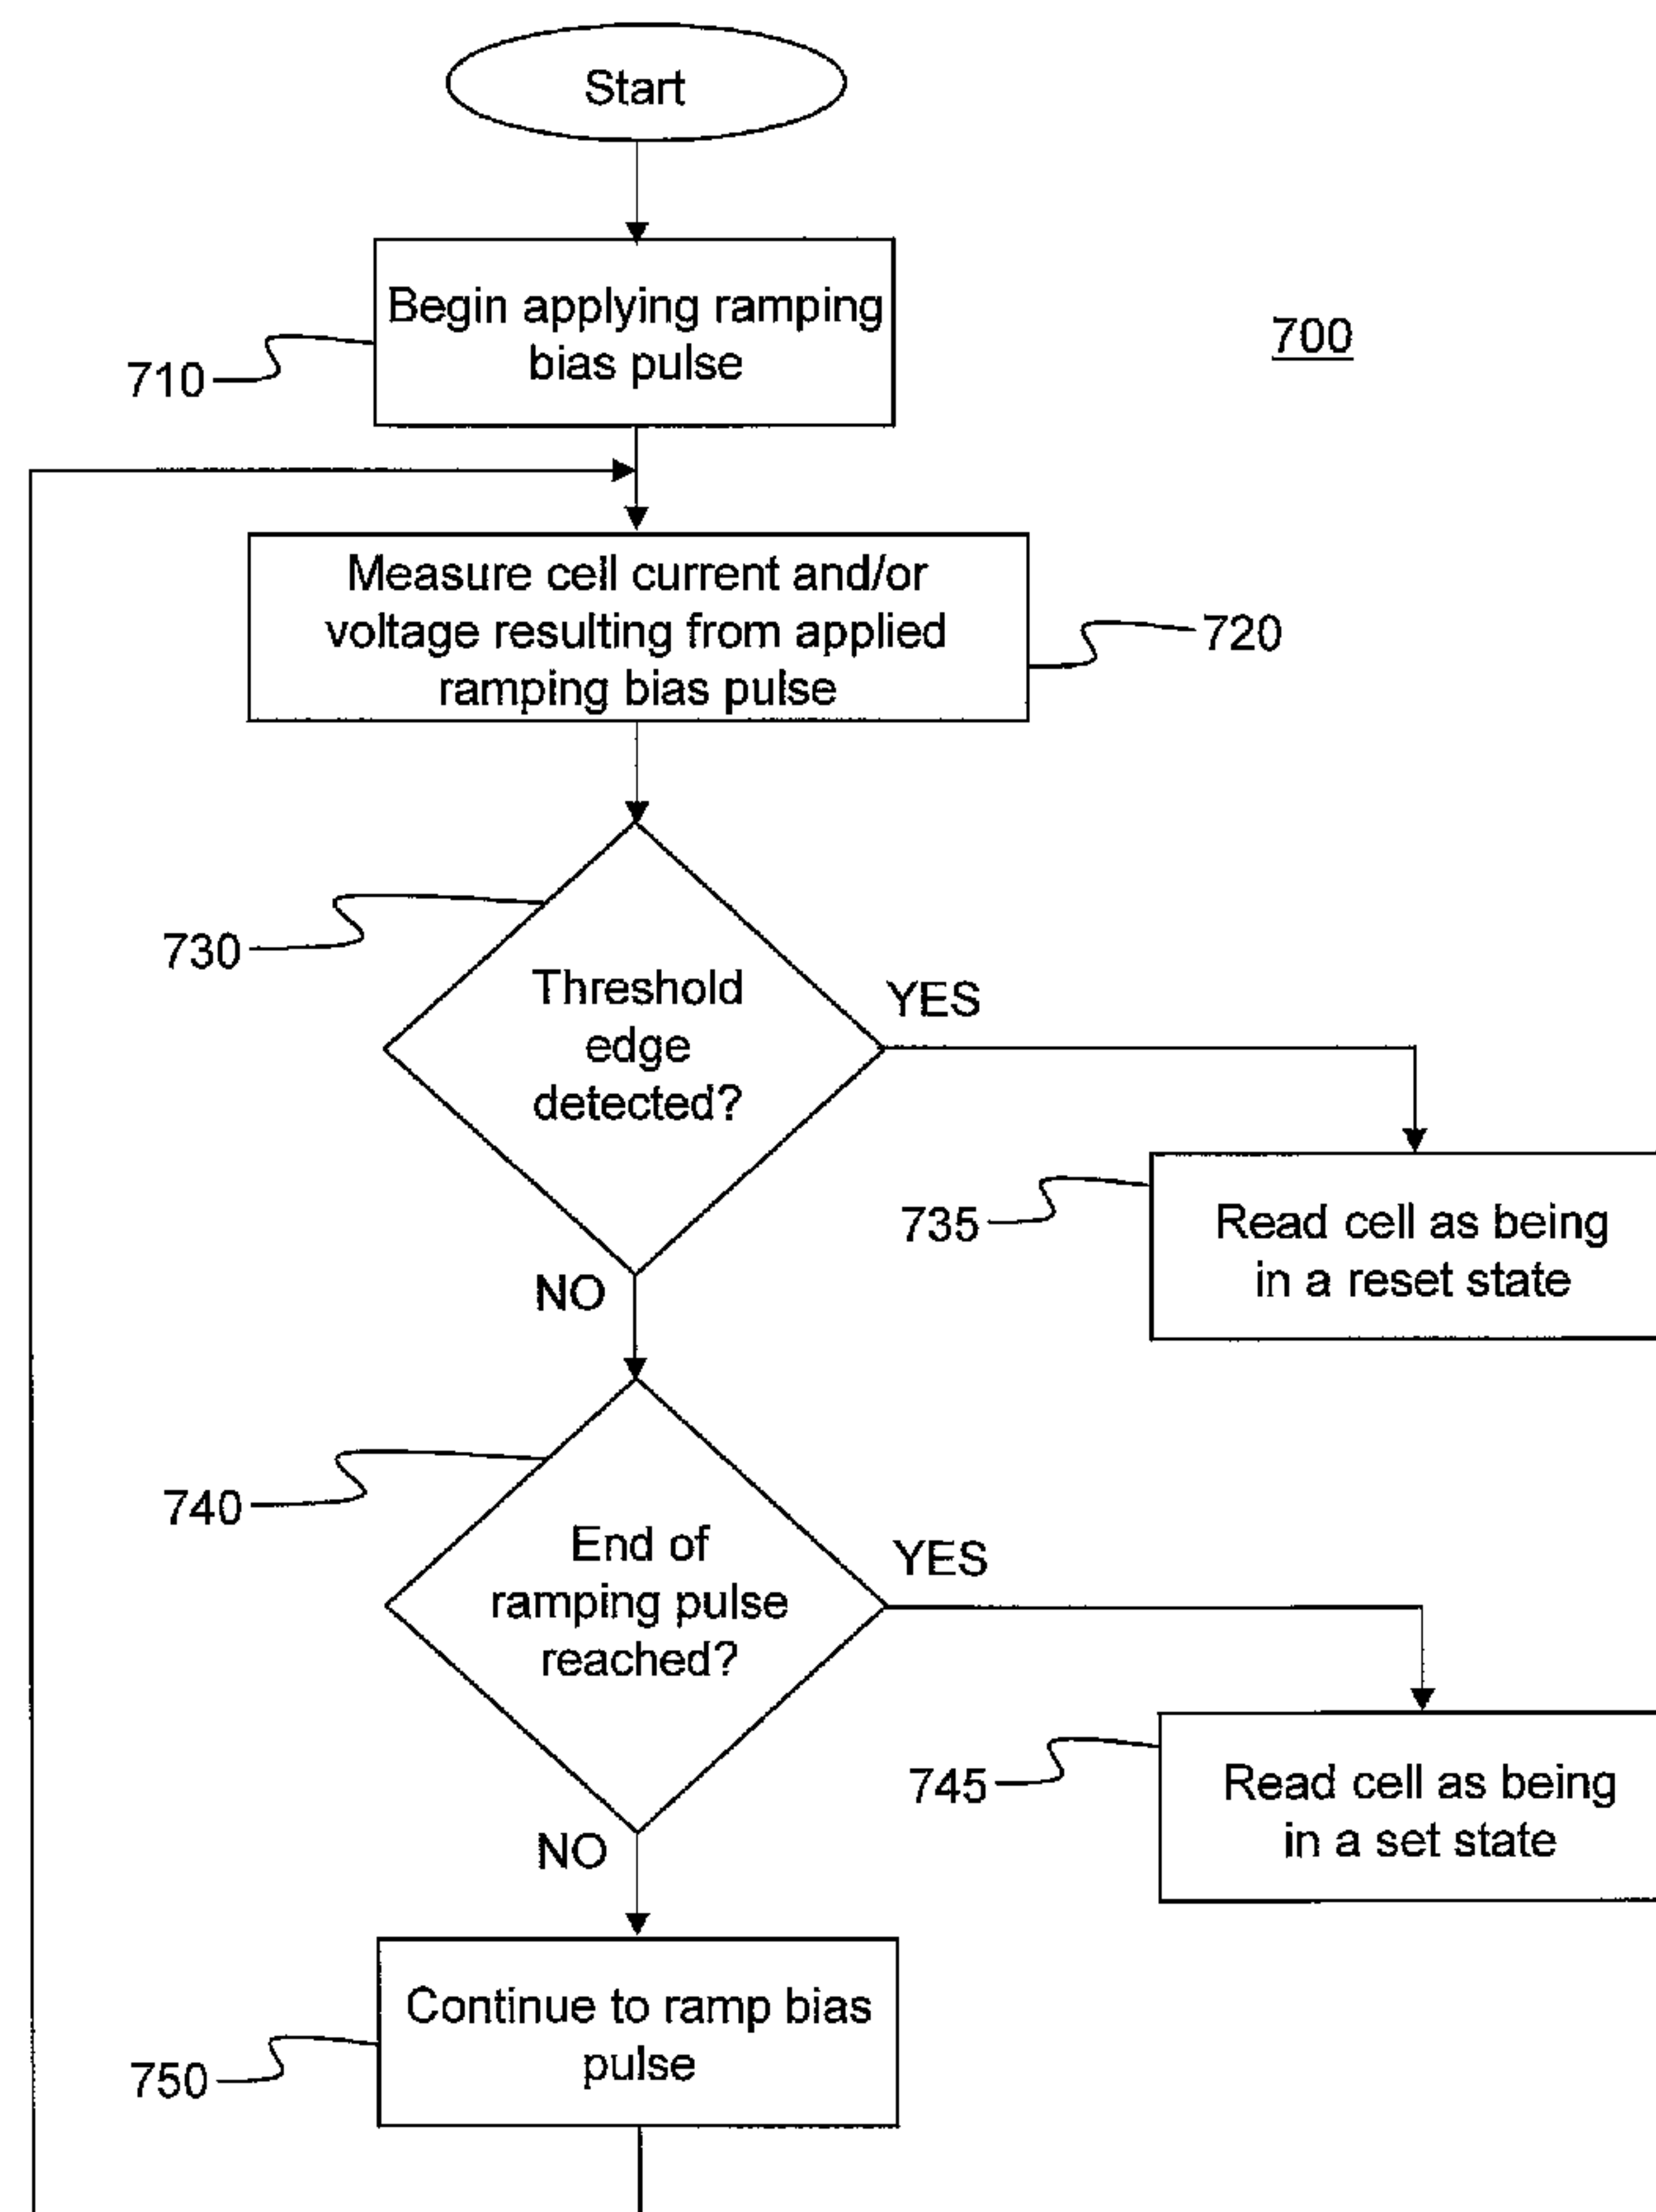 Start
Begin applying ramping
bias pulse
700
710
Measure cell current and/or
voltage resulting from applied
ramping bias pulse
720
730
Threshold
edge
detected?
YES
735
Read cell as being
in a reset state
NO
740
End of
ramping pulse
reached?
YES
745
Read cell as being
in a set state
NO
Continue to ramp bias
pulse
750